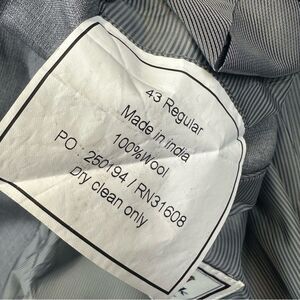 43 Regular
Made in india
100%Wool
PO : 250194 / RN31608
Dry clean only